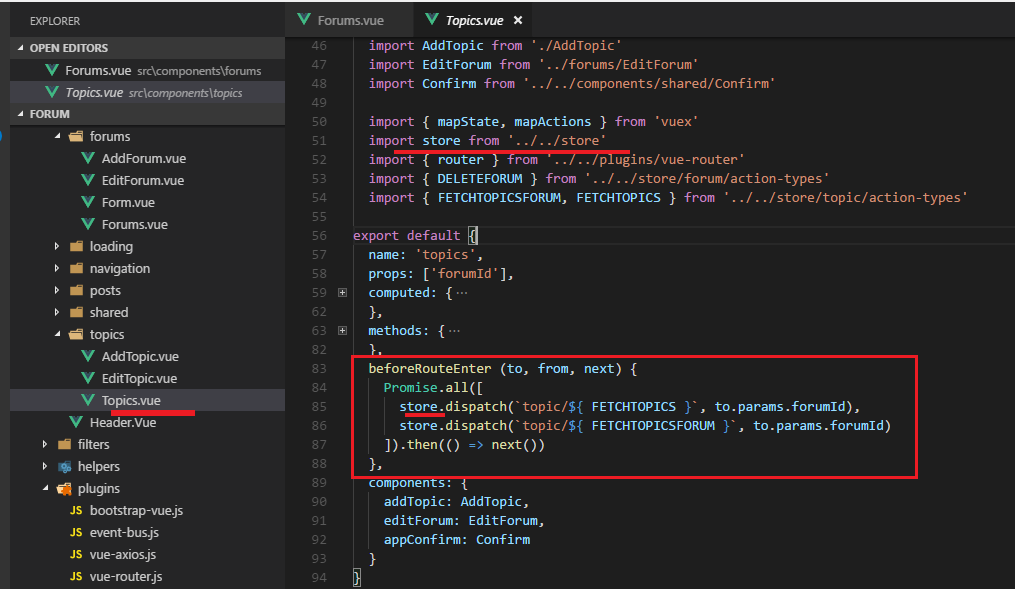 EXPLORER
OPEN EDITORS
Forums.vue src\components\forums
Topics.vue src\components\topics
FORUM
forums
AddForum.vue
EditForum.vue
Form.vue
Forums.vue
loading
navigation
posts
shared
topics
AddTopic.vue
EditTopic.vue
Topics.vue
Header.Vue
filters
helpers
plugins
JS bootstrap-vue.js
JS event-bus.js
JS vue-axios.js
JS vue-router.js
Forums.vue Topics.vue ×
46 import AddTopic from './AddTopic'
47 import EditForum from '../forums/EditForum'
48 import Confirm from '../../components/shared/Confirm'
49
50 import { mapState, mapActions } from 'vuex'
51 import store from '../../store'
52 import { router } from '../../plugins/vue-router'
53 import { DELETEFORUM } from '../../store/forum/action-types'
54 import { FETCHTOPICSFORUM, FETCHTOPICS } from '../../store/topic/action-types'
55
56 export default {
57 name: 'topics',
58 props: ['forumId'],
59 computed: {···
62 },
63 methods: {···
82 },
83 beforeRouteEnter (to, from, next) {
84 Promise.all([
85 store.dispatch(`topic/${ FETCHTOPICS }`, to.params.forumId),
86 store.dispatch(`topic/${ FETCHTOPICSFORUM }`, to.params.forumId)
87 ]).then(() => next())
88 },
89 components: {
90 addTopic: AddTopic,
91 editForum: EditForum,
92 appConfirm: Confirm
93 }
94 }